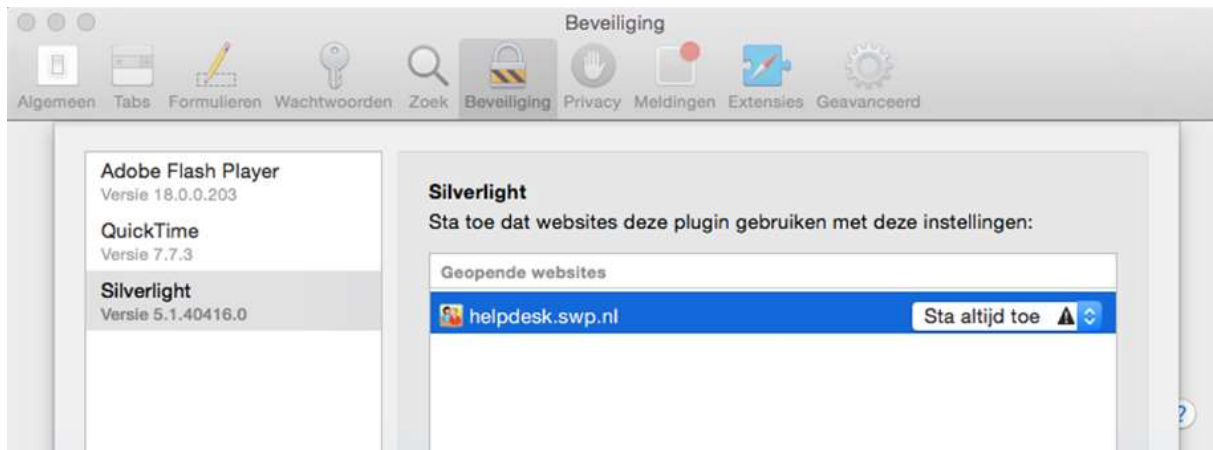 Beveiliging
Algemeen Tabs Formulieren Wachtwoorden Zoek Beveiliging Privacy Meldingen Extensies Geavanceerd
Adobe Flash Player
Versie 18.0.0.203
QuickTime
Versie 7.7.3
Silverlight
Versie 5.1.40416.0
Silverlight
Sta toe dat websites deze plugin gebruiken met deze instellingen:
Geopende websites
helpdesk.swp.nl Sta altijd toe
?